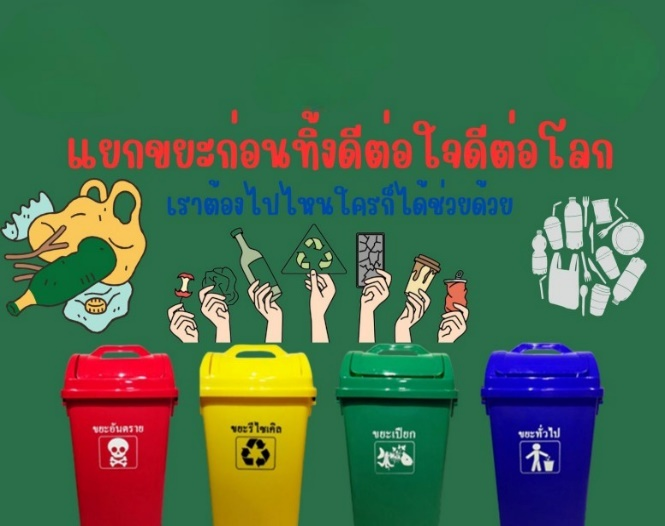 แยกขยะก่อนทิ้งดีต่อใจดีต่อโลก
เราต้องไปไหนใครก็ได้ช่วยด้วย
ขยะอันตราย
ขยะรีไซเคิล
ขยะเปียก
ขยะทั่วไป